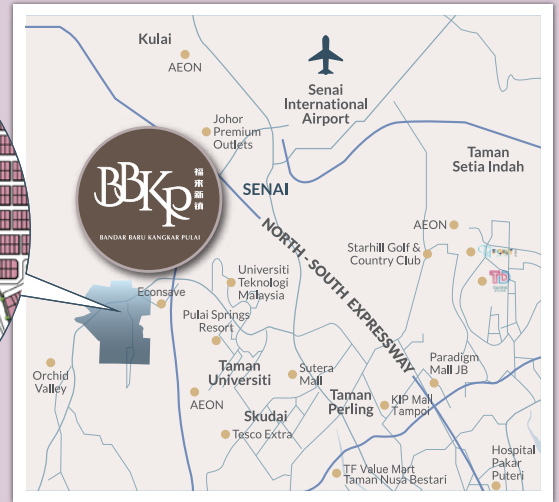 Kulai
AEON
Senai
International
Airport
Johor
Premium
Outlets
Taman
Setia Indah
BBKP
福来新镇
BANDAR BARU KANGKAR PULAI
SENAI
AEON
NORTH - SOUTH EXPRESSWAY
Starhill Golf &
Country Club
TD
Universiti
Teknologi
Malaysia
Econsave
Pulai Springs
Resort
Paradigm
Mall JB
Orchid
Valley
Taman
Universiti
Sutera
Mall
Taman
Perling
KIP Mall
Tampoi
AEON
Skudai
Tesco Extra
Hospital
Pakar
Puteri
TF Value Mart
Taman Nusa Bestari